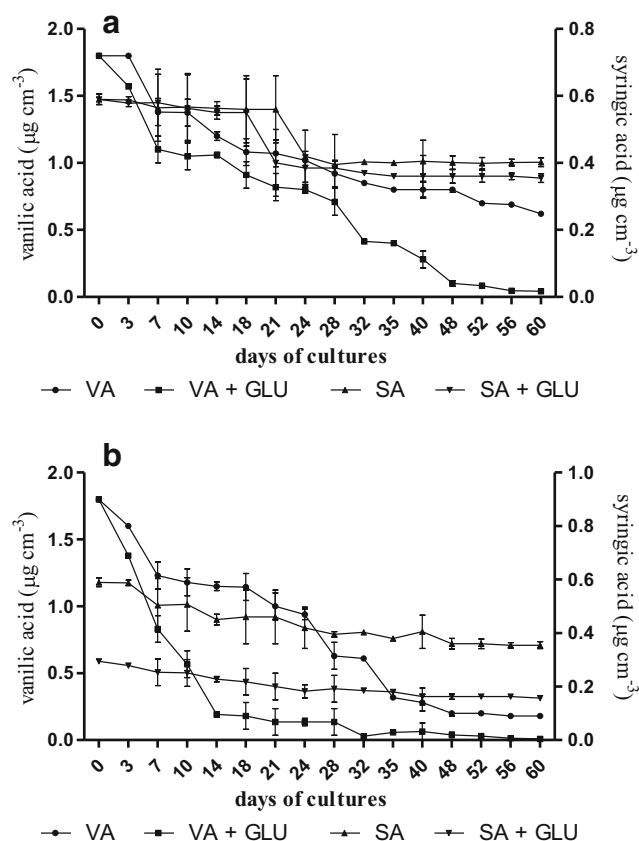 a
2.0
1.5
1.0
0.5
0.0
vanilic acid (µg cm⁻³)
0.8
0.6
0.4
0.2
0.0
syringic acid (µg cm⁻³)
0 3 7 10 14 18 21 24 28 32 35 40 48 52 56 60
days of cultures
VA VA + GLU SA SA + GLU
b
2.0
1.5
1.0
0.5
0.0
vanilic acid (µg cm⁻³)
1.0
0.8
0.6
0.4
0.2
0.0
syringic acid (µg cm⁻³)
0 3 7 10 14 18 21 24 28 32 35 40 48 52 56 60
days of cultures
VA VA + GLU SA SA + GLU